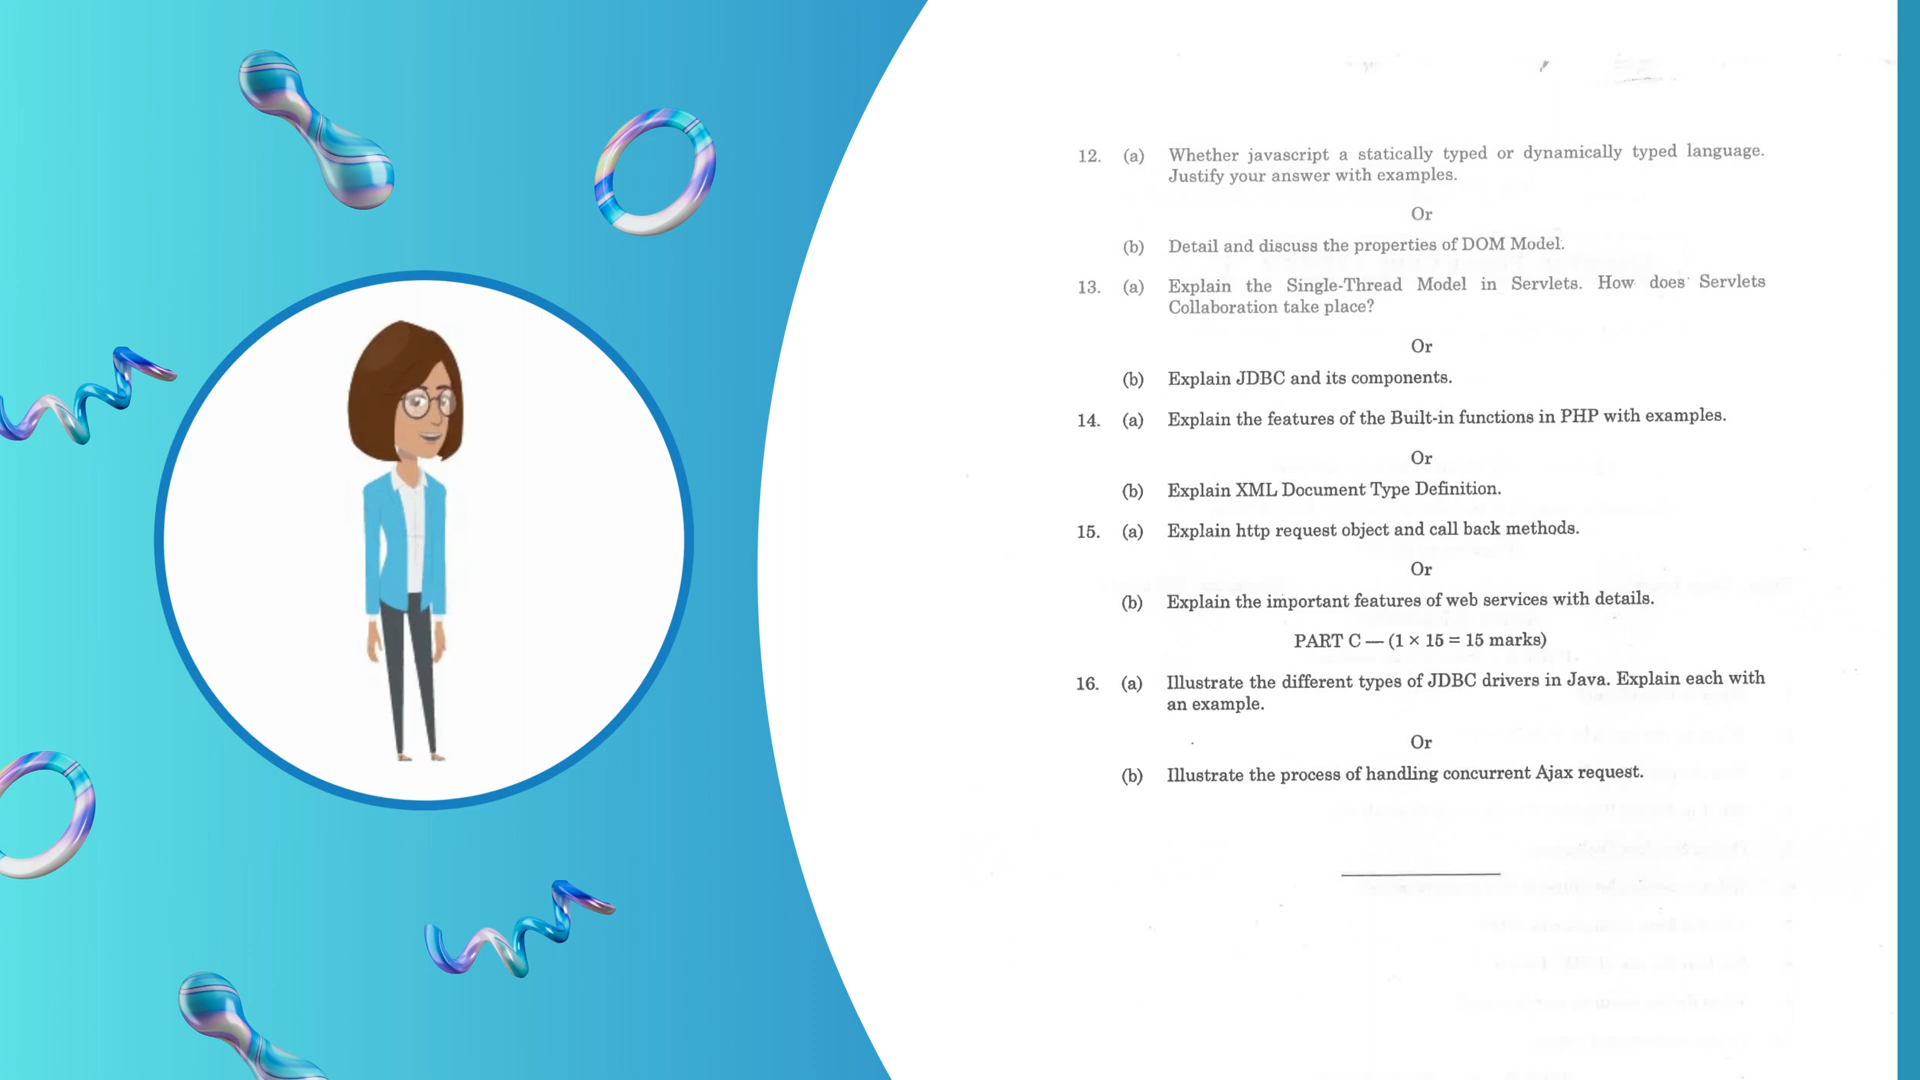 12. (a) Whether javascript a statically typed or dynamically typed language.
Justify your answer with examples.
Or
(b) Detail and discuss the properties of DOM Model.
13. (a) Explain the Single-Thread Model in Servlets. How does Servlets
Collaboration take place?
Or
(b) Explain JDBC and its components.
14. (a) Explain the features of the Built-in functions in PHP with examples.
Or
(b) Explain XML Document Type Definition.
15. (a) Explain http request object and call back methods.
Or
(b) Explain the important features of web services with details.
PART C — (1 × 15 = 15 marks)
16. (a) Illustrate the different types of JDBC drivers in Java. Explain each with
an example.
Or
(b) Illustrate the process of handling concurrent Ajax request.